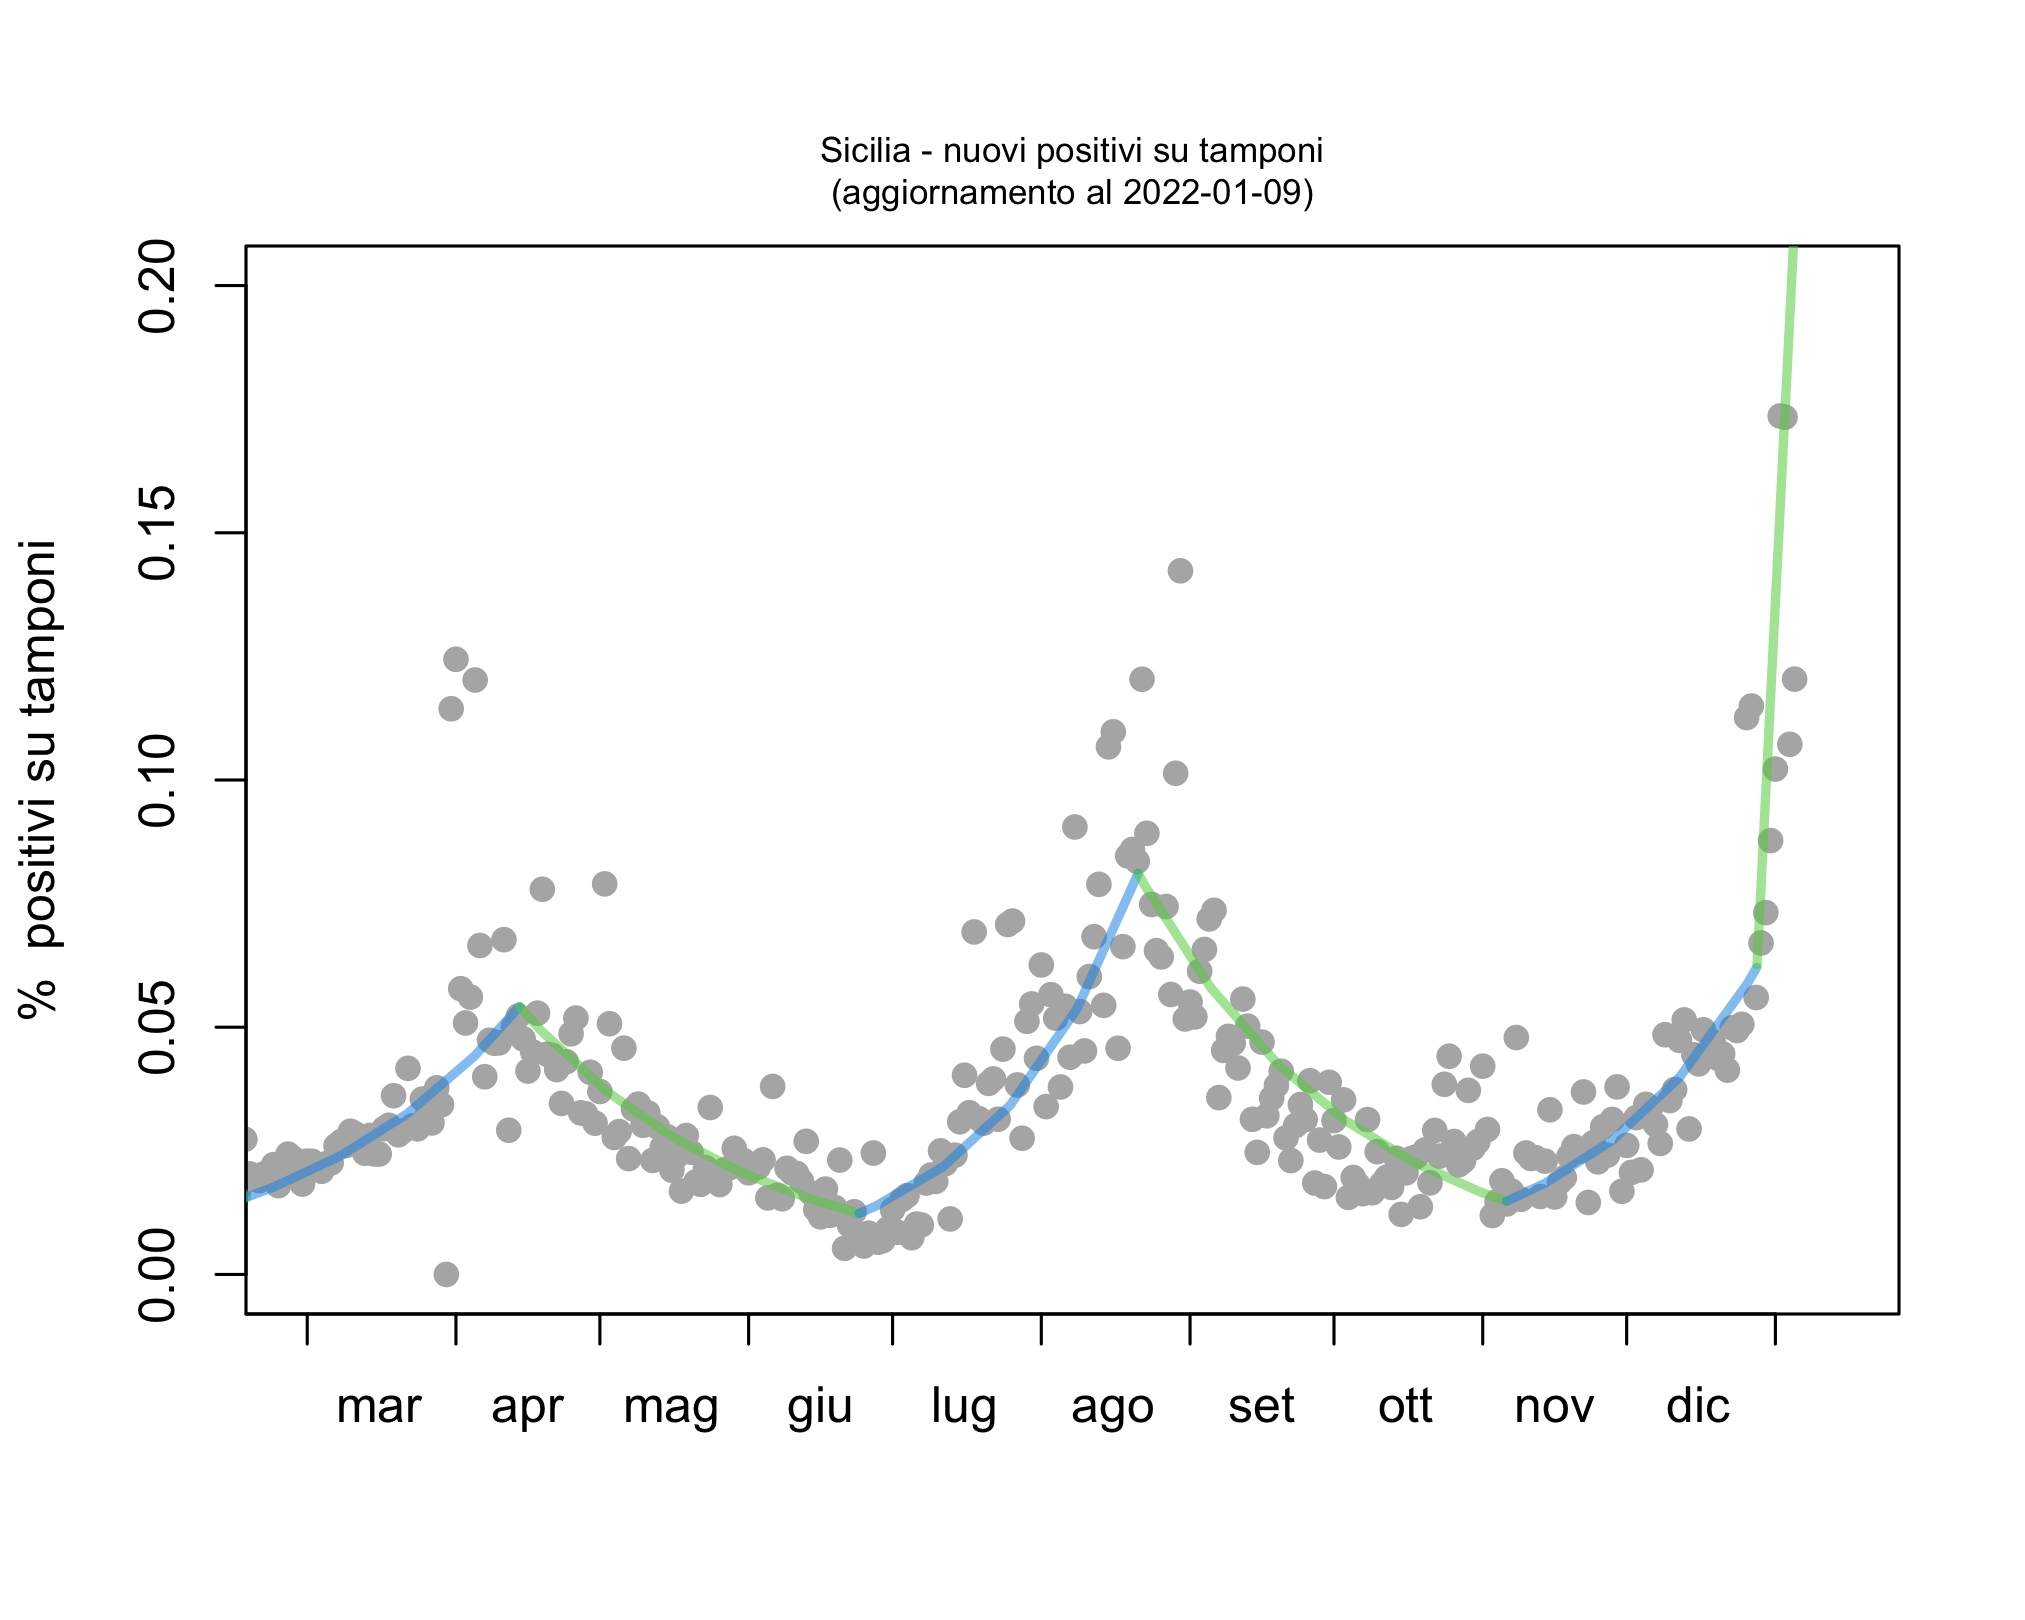 Sicilia - nuovi positivi su tamponi
(aggiornamento al 2022-01-09)
% positivi su tamponi
0.20
0.15
0.10
0.05
0.00
mar apr mag giu lug ago set ott nov dic